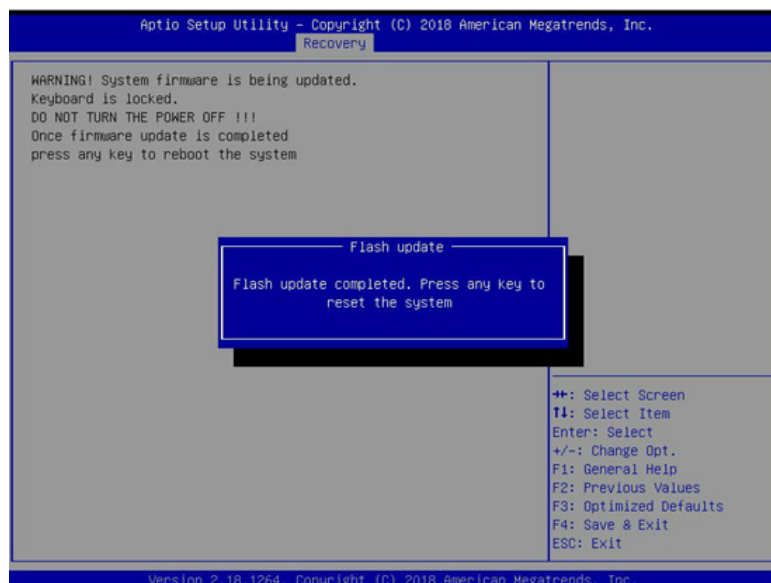 Aptio Setup Utility – Copyright (C) 2018 American Megatrends, Inc.
Recovery
WARNING! System firmware is being updated.
Keyboard is locked.
DO NOT TURN THE POWER OFF !!!
Once firmware update is completed
press any key to reboot the system
Flash update
Flash update completed. Press any key to
reset the system
→←: Select Screen
↑↓: Select Item
Enter: Select
+/-: Change Opt.
F1: General Help
F2: Previous Values
F3: Optimized Defaults
F4: Save & Exit
ESC: Exit
Version 2.18.1264. Copyright (C) 2018 American Megatrends, Inc.